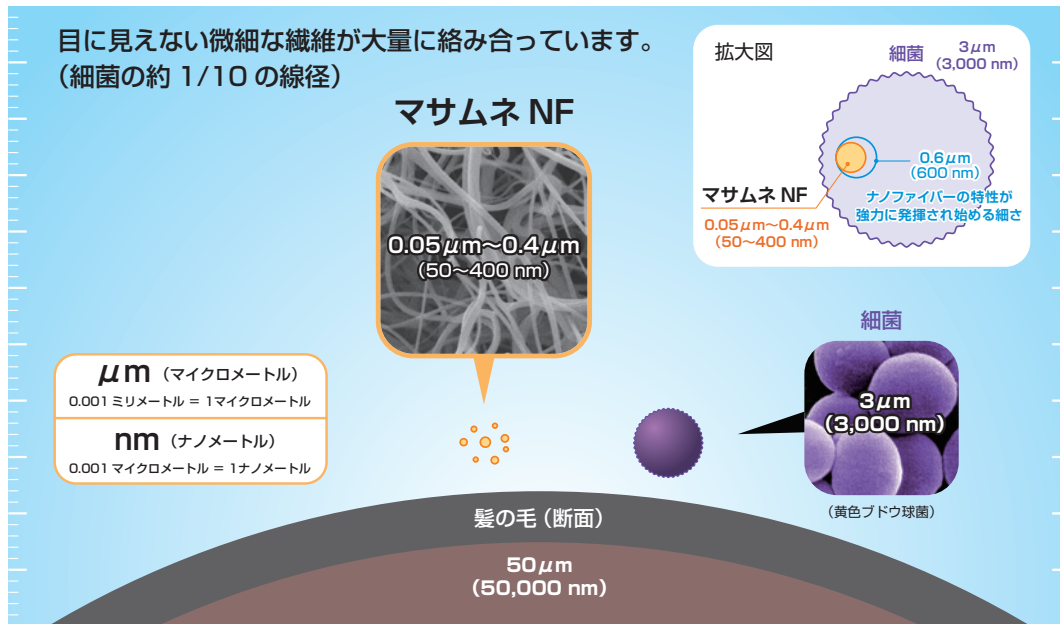 目に見えない微細な繊維が大量に絡み合っています。
（細菌の約 1/10 の線径）
マサムネ NF
0.05μm〜0.4μm
（50〜400 nm）
拡大図
細菌
3μm
（3,000 nm）
0.6μm
（600 nm）
ナノファイバーの特性が
強力に発揮され始める細さ
マサムネ NF
0.05μm〜0.4μm
（50〜400 nm）
μm（マイクロメートル）
0.001 ミリメートル ＝ 1マイクロメートル
nm（ナノメートル）
0.001 マイクロメートル ＝ 1ナノメートル
細菌
3μm
（3,000 nm）
（黄色ブドウ球菌）
髪の毛（断面）
50μm
（50,000 nm）